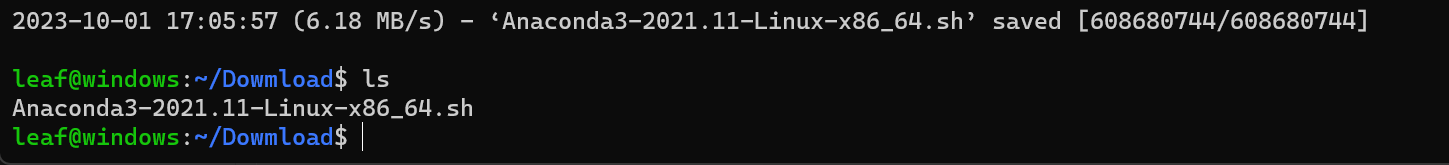 2023-10-01 17:05:57 (6.18 MB/s) - ‘Anaconda3-2021.11-Linux-x86_64.sh’ saved [608680744/608680744]
leaf@windows:~/Dowmload$ ls
Anaconda3-2021.11-Linux-x86_64.sh
leaf@windows:~/Dowmload$